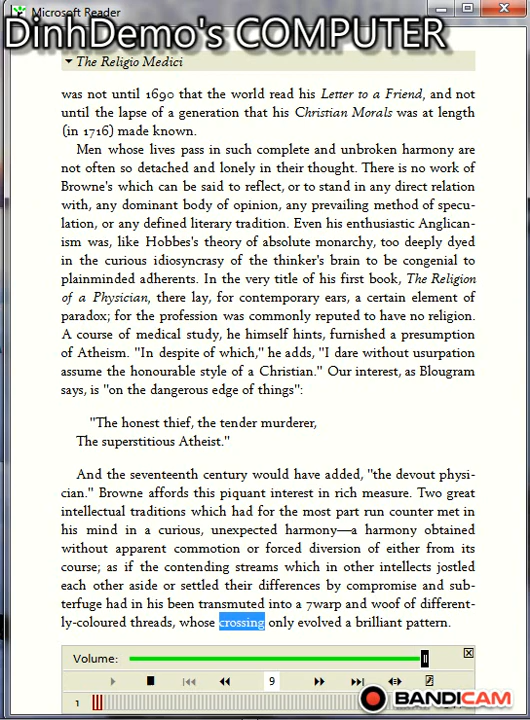 Microsoft Reader
DinhDemo's COMPUTER
The Religio Medici
was not until 1690 that the world read his Letter to a Friend, and not
until the lapse of a generation that his Christian Morals was at length
(in 1716) made known.
Men whose lives pass in such complete and unbroken harmony are
not often so detached and lonely in their thought. There is no work of
Browne's which can be said to reflect, or to stand in any direct relation
with, any dominant body of opinion, any prevailing method of specu-
lation, or any defined literary tradition. Even his enthusiastic Anglican-
ism was, like Hobbes's theory of absolute monarchy, too deeply dyed
in the curious idiosyncrasy of the thinker's brain to be congenial to
plainminded adherents. In the very title of his first book, The Religion
of a Physician, there lay, for contemporary ears, a certain element of
paradox; for the profession was commonly reputed to have no religion.
A course of medical study, he himself hints, furnished a presumption
of Atheism. "In despite of which," he adds, "I dare without usurpation
assume the honourable style of a Christian." Our interest, as Blougram
says, is "on the dangerous edge of things":
"The honest thief, the tender murderer,
The superstitious Atheist."
And the seventeenth century would have added, "the devout physi-
cian." Browne affords this piquant interest in rich measure. Two great
intellectual traditions which had for the most part run counter met in
his mind in a curious, unexpected harmony—a harmony obtained
without apparent commotion or forced diversion of either from its
course; as if the contending streams which in other intellects jostled
each other aside or settled their differences by compromise and sub-
terfuge had in his been transmuted into a 7warp and woof of different-
ly-coloured threads, whose crossing only evolved a brilliant pattern.
Volume:
9
1
BANDICAM